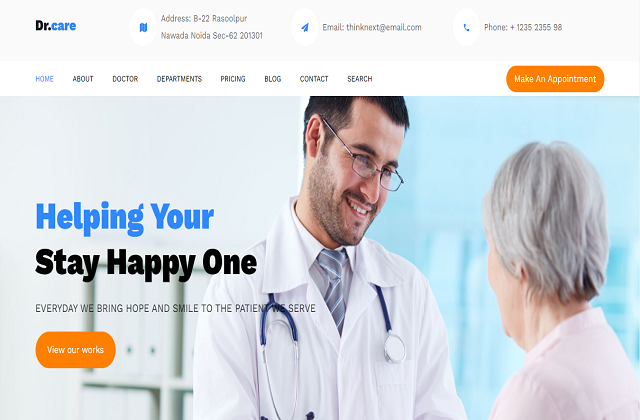 Dr.care
Address: B-22 Rasoolpur
Nawada Noida Sec-62 201301
Email: thinknext@email.com
Phone: + 1235 2355 98
HOME
ABOUT
DOCTOR
DEPARTMENTS
PRICING
BLOG
CONTACT
SEARCH
Make An Appointment
Helping Your
Stay Happy One
EVERYDAY WE BRING HOPE AND SMILE TO THE PATIENT WE SERVE
View our works